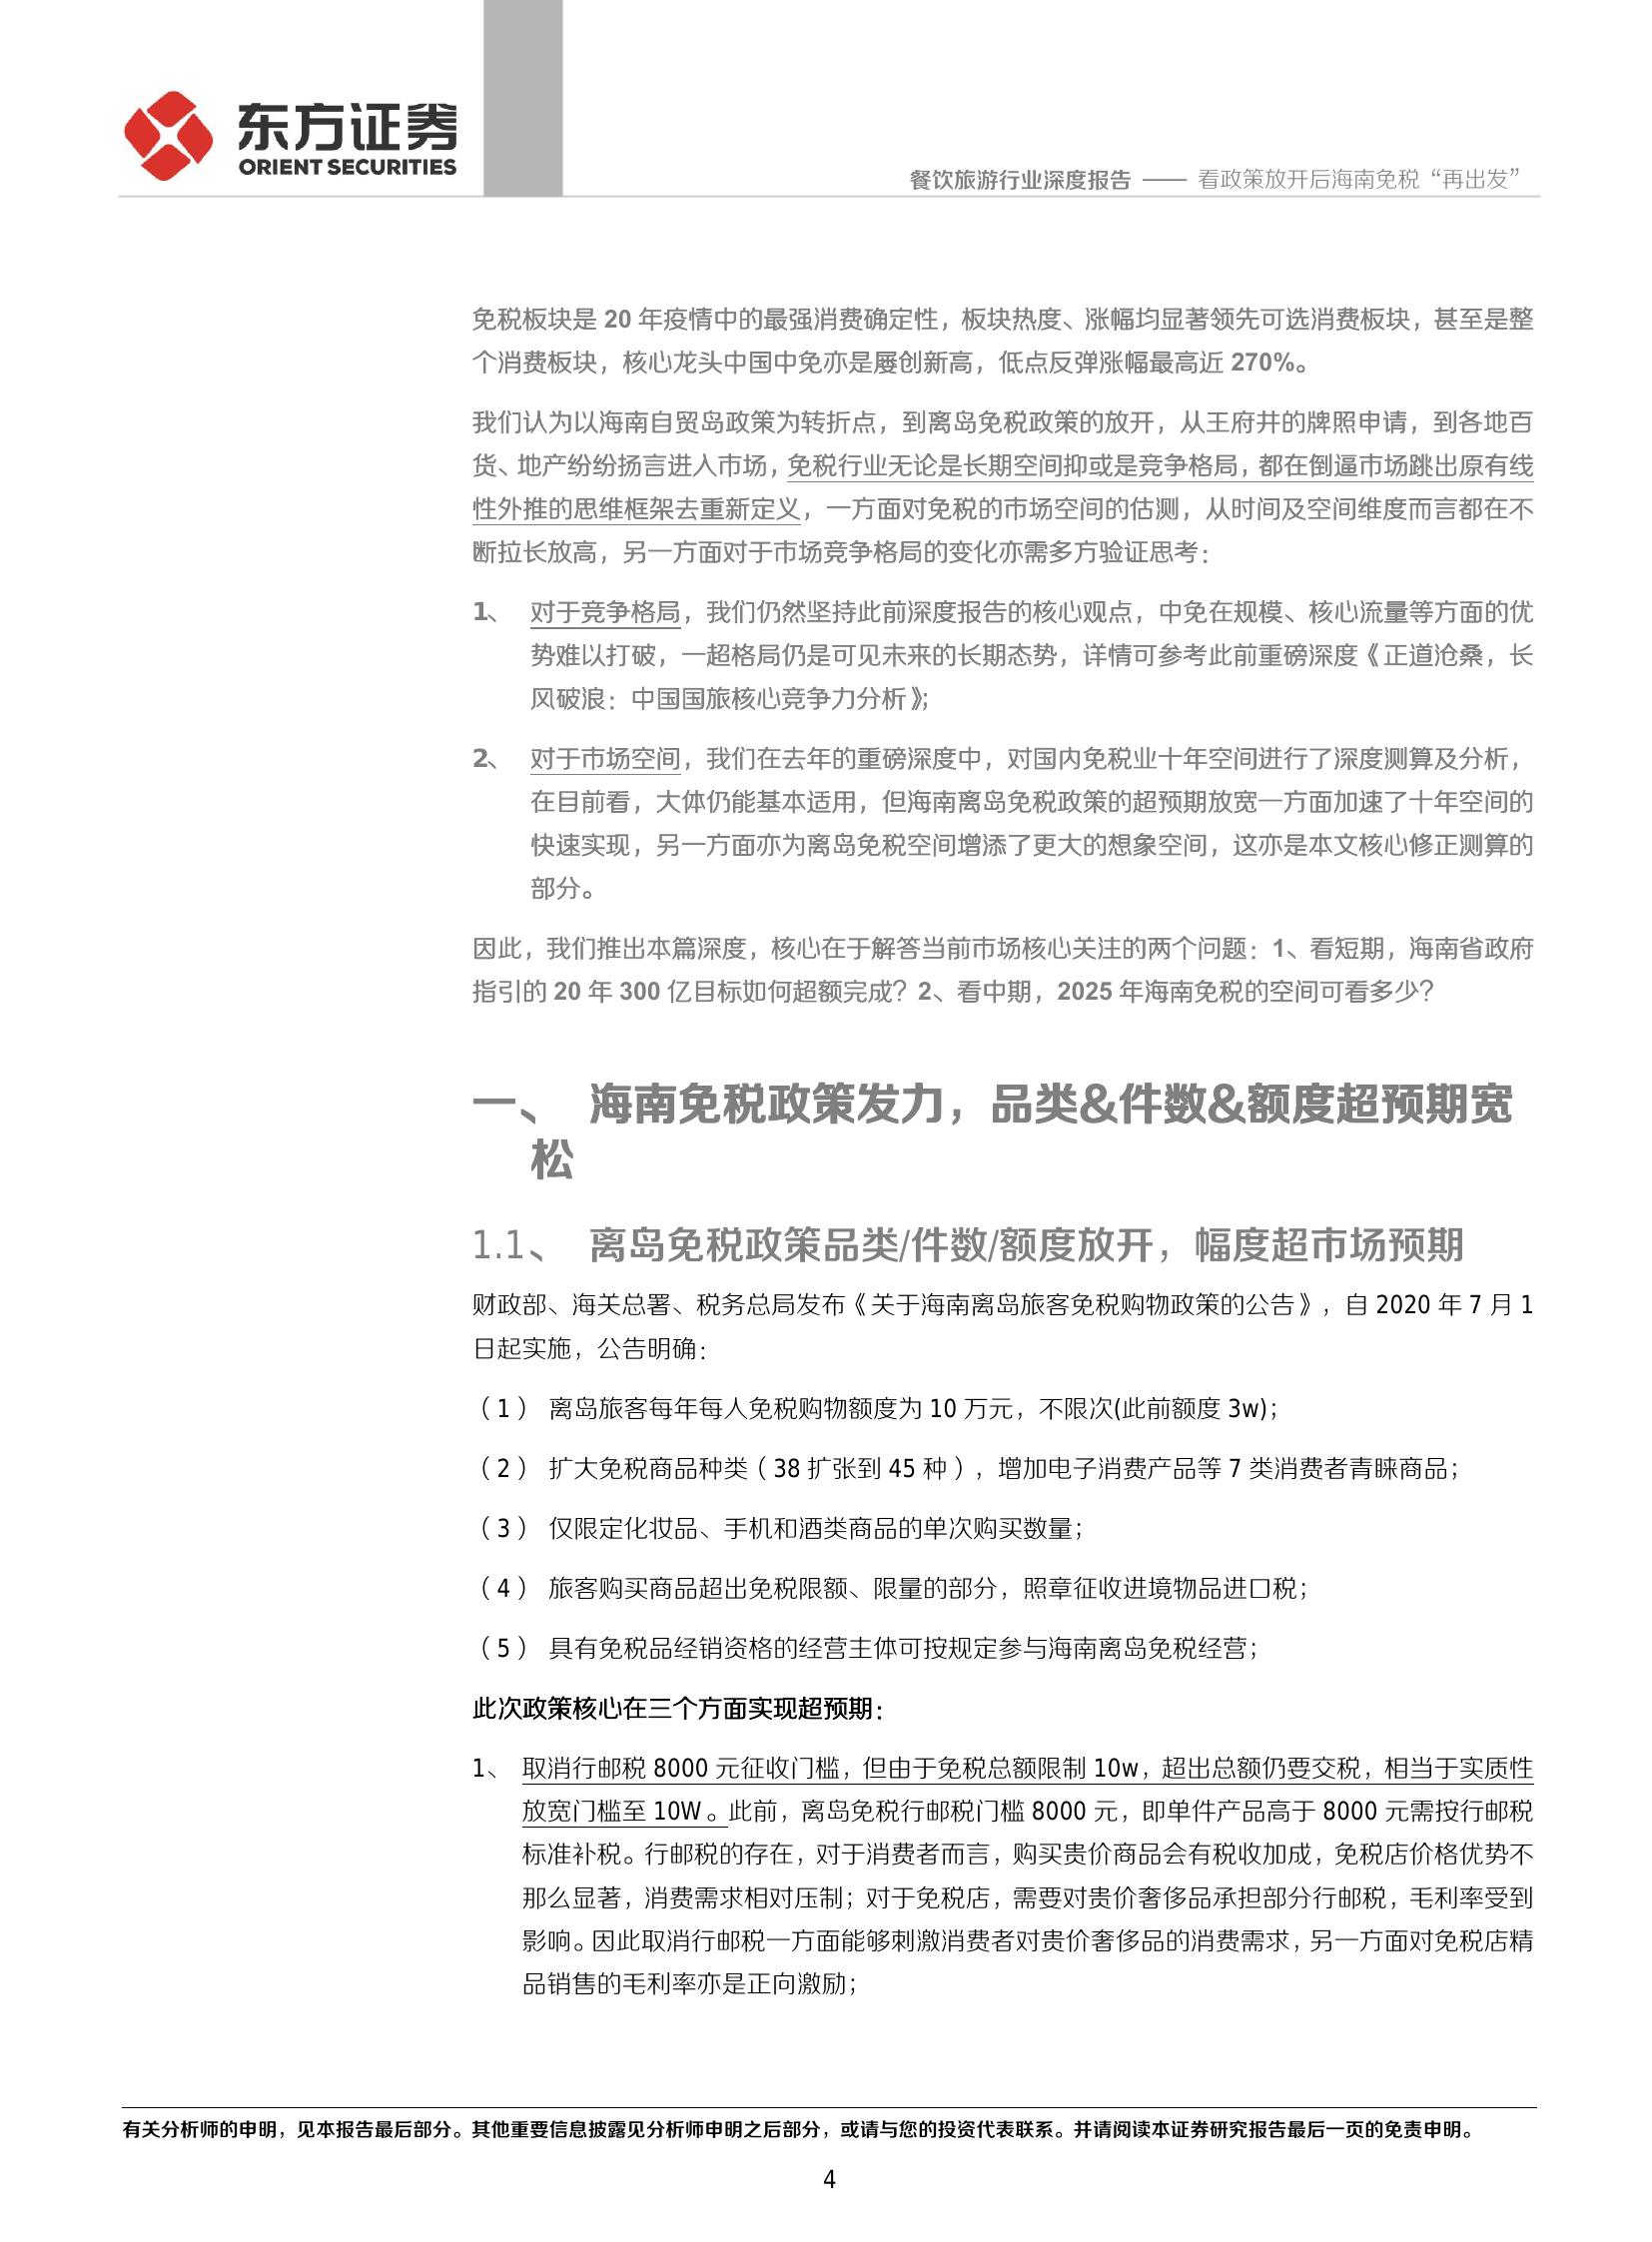 东方证券
ORIENT SECURITIES
餐饮旅游行业深度报告 —— 看政策放开后海南免税“再出发”
免税板块是 20 年疫情中的最强消费确定性，板块热度、涨幅均显著领先可选消费板块，甚至是整
个消费板块，核心龙头中国中免亦是屡创新高，低点反弹涨幅最高近 270%。
我们认为以海南自贸岛政策为转折点，到离岛免税政策的放开，从王府井的牌照申请，到各地百
货、地产纷纷扬言进入市场，免税行业无论是长期空间抑或是竞争格局，都在倒逼市场跳出原有线
性外推的思维框架去重新定义，一方面对免税的市场空间的估测，从时间及空间维度而言都在不
断拉长放高，另一方面对于市场竞争格局的变化亦需多方验证思考：
1、 对于竞争格局，我们仍然坚持此前深度报告的核心观点，中免在规模、核心流量等方面的优
势难以打破，一超格局仍是可见未来的长期态势，详情可参考此前重磅深度《正道沧桑，长
风破浪：中国国旅核心竞争力分析》；
2、 对于市场空间，我们在去年的重磅深度中，对国内免税业十年空间进行了深度测算及分析，
在目前看，大体仍能基本适用，但海南离岛免税政策的超预期放宽一方面加速了十年空间的
快速实现，另一方面亦为离岛免税空间增添了更大的想象空间，这亦是本文核心修正测算的
部分。
因此，我们推出本篇深度，核心在于解答当前市场核心关注的两个问题：1、看短期，海南省政府
指引的 20 年 300 亿目标如何超额完成？2、看中期，2025 年海南免税的空间可看多少？
一、 海南免税政策发力，品类&件数&额度超预期宽
松
1.1、 离岛免税政策品类/件数/额度放开，幅度超市场预期
财政部、海关总署、税务总局发布《关于海南离岛旅客免税购物政策的公告》，自 2020 年 7 月 1
日起实施，公告明确：
（1） 离岛旅客每年每人免税购物额度为 10 万元，不限次(此前额度 3w)；
（2） 扩大免税商品种类（38 扩张到 45 种），增加电子消费产品等 7 类消费者青睐商品；
（3） 仅限定化妆品、手机和酒类商品的单次购买数量；
（4） 旅客购买商品超出免税限额、限量的部分，照章征收进境物品进口税；
（5） 具有免税品经销资格的经营主体可按规定参与海南离岛免税经营；
此次政策核心在三个方面实现超预期：
1、 取消行邮税 8000 元征收门槛，但由于免税总额限制 10w，超出总额仍要交税，相当于实质性
放宽门槛至 10W。此前，离岛免税行邮税门槛 8000 元，即单件产品高于 8000 元需按行邮税
标准补税。行邮税的存在，对于消费者而言，购买贵价商品会有税收加成，免税店价格优势不
那么显著，消费需求相对压制；对于免税店，需要对贵价奢侈品承担部分行邮税，毛利率受到
影响。因此取消行邮税一方面能够刺激消费者对贵价奢侈品的消费需求，另一方面对免税店精
品销售的毛利率亦是正向激励；
有关分析师的申明，见本报告最后部分。其他重要信息披露见分析师申明之后部分，或请与您的投资代表联系。并请阅读本证券研究报告最后一页的免责申明。
4